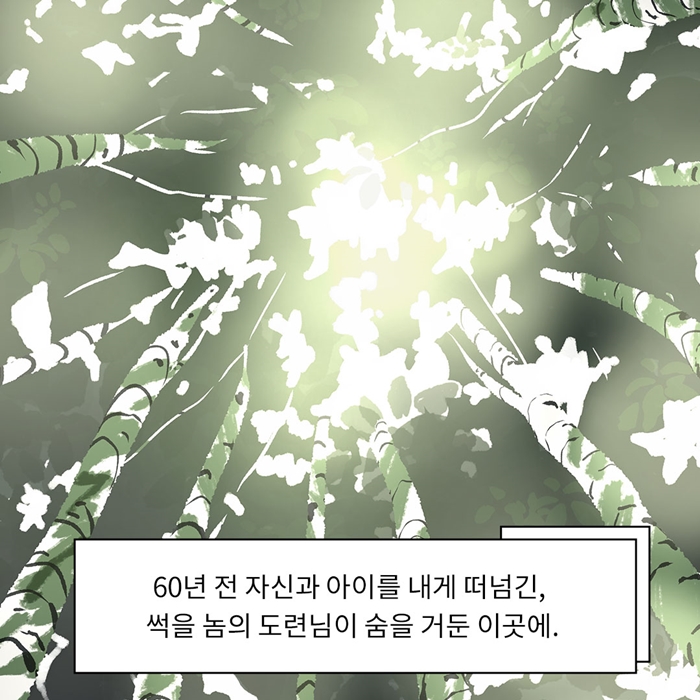 60년 전 자신과 아이를 내게 떠넘긴,
썩을 놈의 도련님이 숨을 거둔 이곳에.